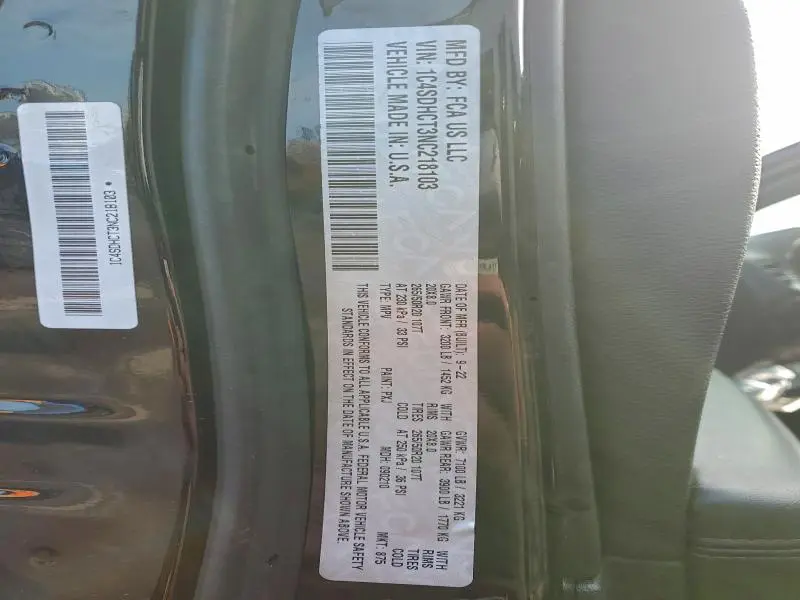 MFD BY: FCA US LLC
VIN: 1C4SDHCT3NC218103
VEHICLE MADE IN: U.S.A.
DATE OF MFR (BUILT): 9-22 GVWR: 7100 LB / 3221 KG
GAWR FRONT: 3200 LB / 1452 KG WITH GAWR REAR: 3900 LB / 1770 KG WITH
20X8.0 RIMS 20X8.0 RIMS
265/50R20 107T TIRES 265/50R20 107T TIRES
AT 230 kPa / 33 PSI COLD AT 250 kPa / 36 PSI COLD
TYPE: MPV PAINT: PXJ MDH: 090210 MKT: 875
THIS VEHICLE CONFORMS TO ALL APPLICABLE U.S.A. FEDERAL MOTOR VEHICLE SAFETY
STANDARDS IN EFFECT ON THE DATE OF MANUFACTURE SHOWN ABOVE.
1C4SDHCT3NC218103